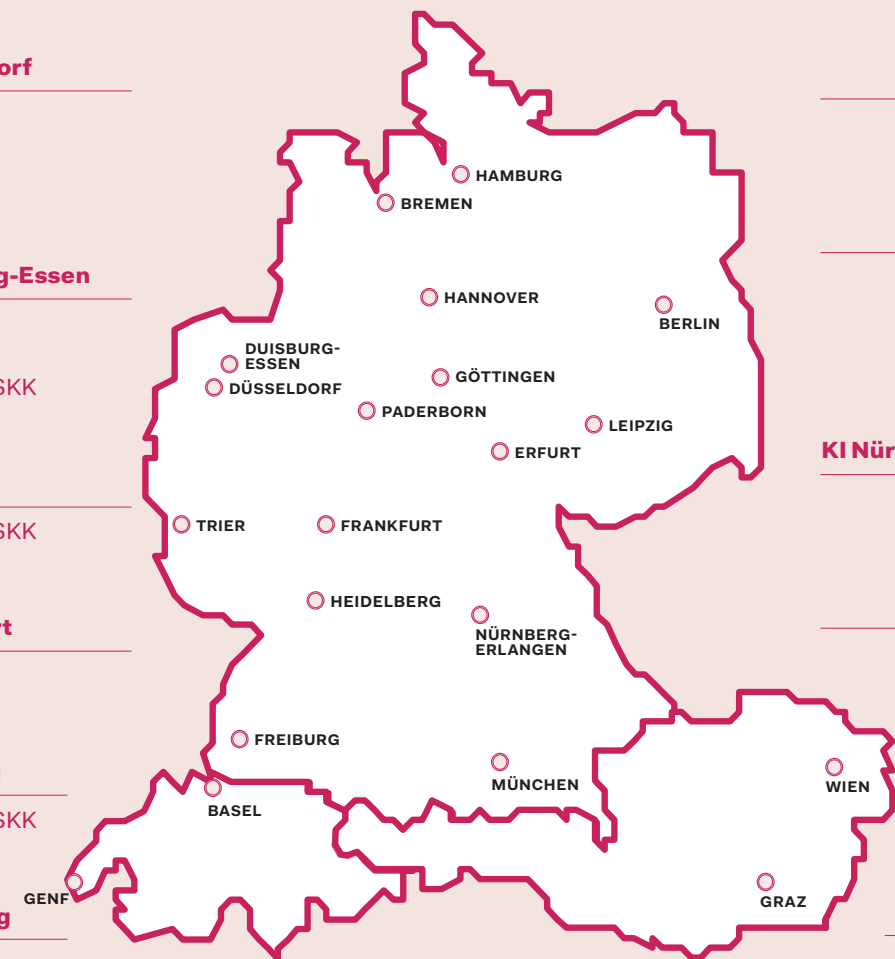 orf
g-Essen
SKK
SKK
rt
SKK
g
HAMBURG
BREMEN
HANNOVER
BERLIN
DUISBURG-
ESSEN
DÜSSELDORF
GÖTTINGEN
PADERBORN
LEIPZIG
ERFURT
TRIER
FRANKFURT
HEIDELBERG
NÜRNBERG-
ERLANGEN
FREIBURG
MÜNCHEN
BASEL
WIEN
GENF
GRAZ
KI Nür